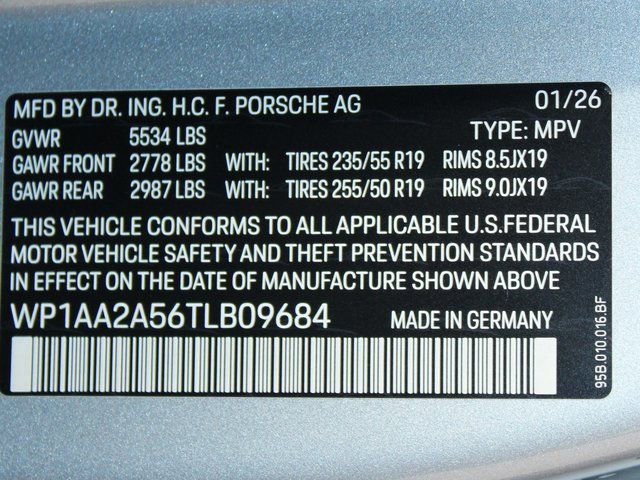 MFD BY DR. ING. H.C. F. PORSCHE AG 01/26
GVWR 5534 LBS TYPE: MPV
GAWR FRONT 2778 LBS WITH: TIRES 235/55 R19 RIMS 8.5JX19
GAWR REAR 2987 LBS WITH: TIRES 255/50 R19 RIMS 9.0JX19
THIS VEHICLE CONFORMS TO ALL APPLICABLE U.S.FEDERAL
MOTOR VEHICLE SAFETY AND THEFT PREVENTION STANDARDS
IN EFFECT ON THE DATE OF MANUFACTURE SHOWN ABOVE
WP1AA2A56TLB09684 MADE IN GERMANY
95B.010.016.BF